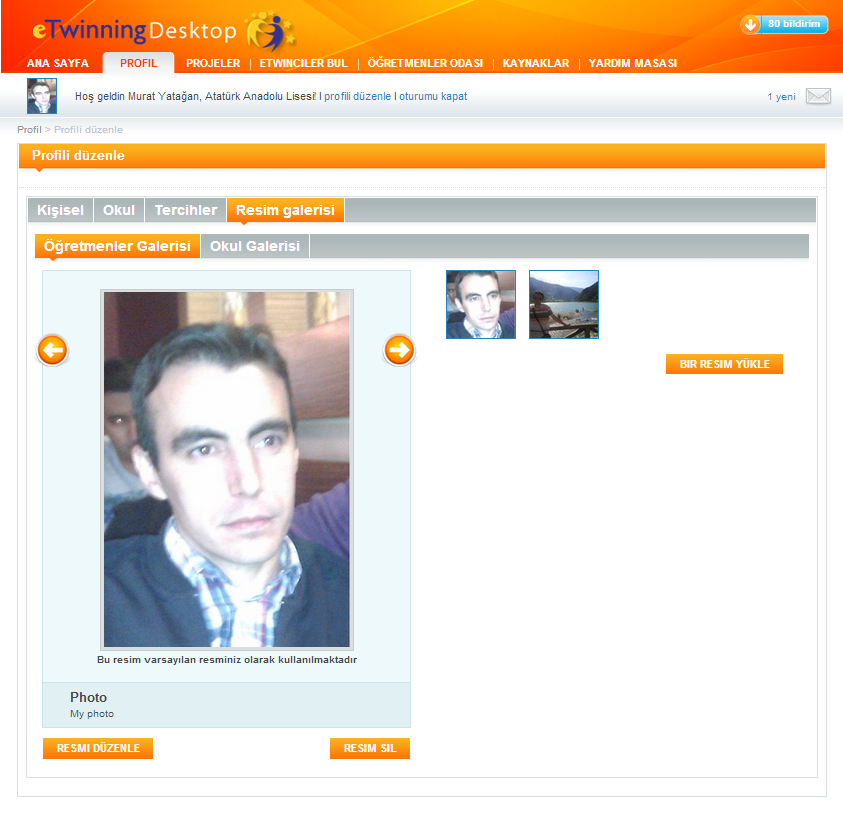 eTwinning Desktop
80 bildirim
ANA SAYFA PROFIL PROJELER | ETWINCILER BUL | ÖĞRETMENLER ODASI | KAYNAKLAR | YARDIM MASASI
Hoş geldin Murat Yatağan, Atatürk Anadolu Lisesi! I profili düzenle I oturumu kapat
1 yeni
Profil > Profili düzenle
Profili düzenle
Kişisel Okul Tercihler Resim galerisi
Öğretmenler Galerisi Okul Galerisi
BIR RESIM YÜKLE
Bu resim varsayılan resminiz olarak kullanılmaktadır
Photo
My photo
RESMI DÜZENLE RESIM SIL